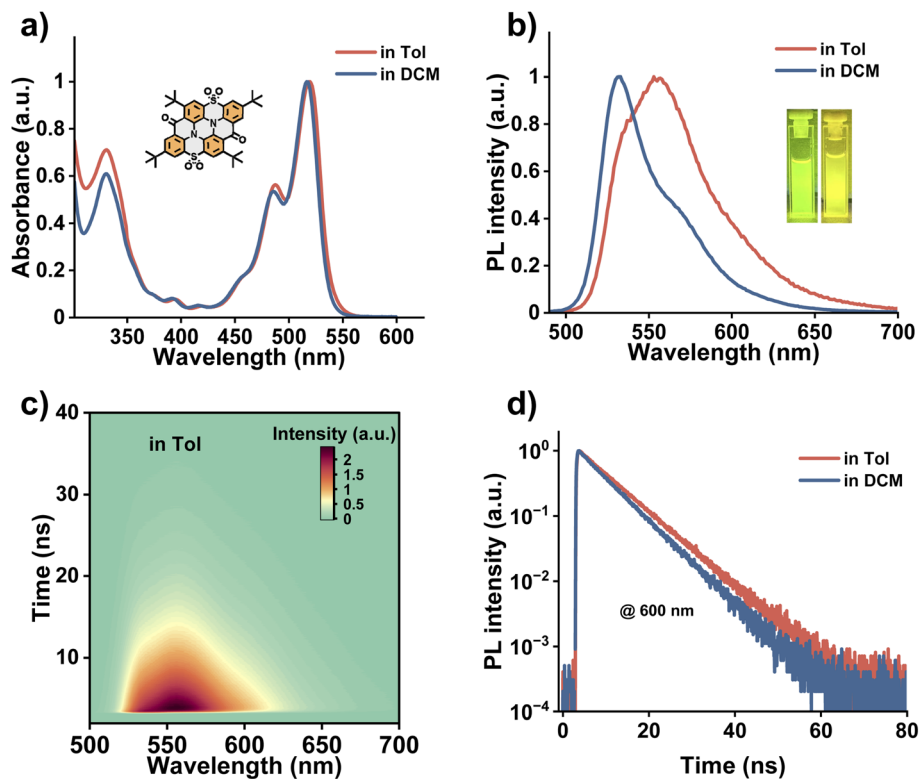 a)
in Tol
in DCM
Absorbance (a.u.)
1
0.8
0.6
0.4
0.2
0
350 400 450 500 550 600
Wavelength (nm)
O O
S
O
N
N
O
S
O O
b)
in Tol
in DCM
PL intensity (a.u.)
1
0.8
0.6
0.4
0.2
0
500 550 600 650 700
Wavelength (nm)
c)
in Tol
Intensity (a.u.)
2
1.5
1
0.5
0
Time (ns)
40
30
20
10
500 550 600 650 700
Wavelength (nm)
d)
in Tol
in DCM
@ 600 nm
PL intensity (a.u.)
10⁰
10⁻¹
10⁻²
10⁻³
10⁻⁴
0 20 40 60 80
Time (ns)